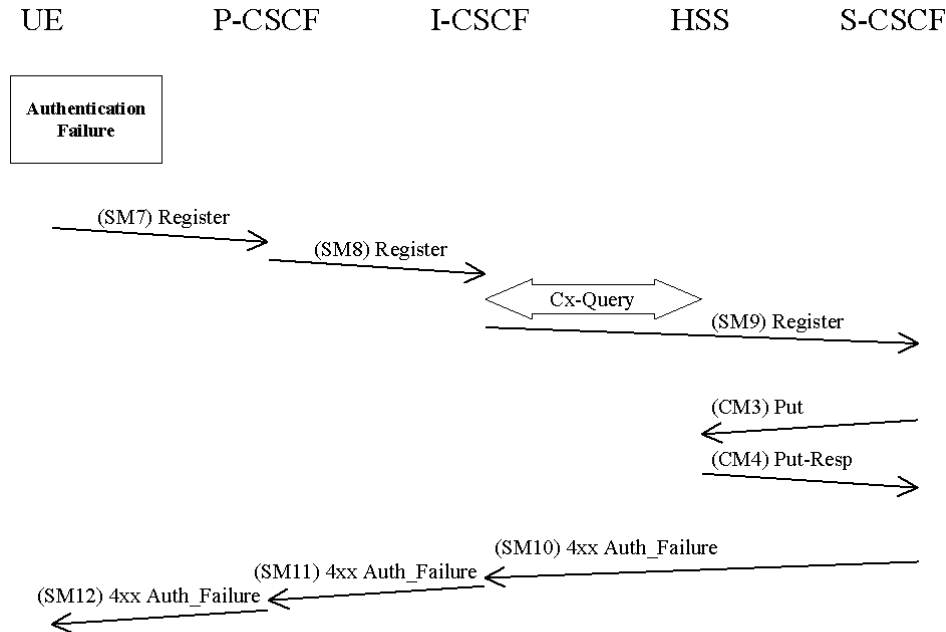 UE P-CSCF I-CSCF HSS S-CSCF
Authentication
Failure
(SM7) Register
(SM8) Register
Cx-Query
(SM9) Register
(CM3) Put
(CM4) Put-Resp
(SM10) 4xx Auth_Failure
(SM11) 4xx Auth_Failure
(SM12) 4xx Auth_Failure